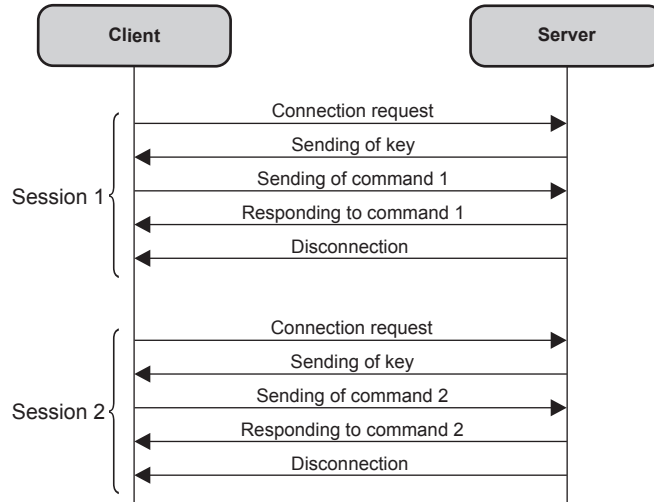 Client
Server
Connection request
Sending of key
Session 1
Sending of command 1
Responding to command 1
Disconnection
Connection request
Sending of key
Session 2
Sending of command 2
Responding to command 2
Disconnection